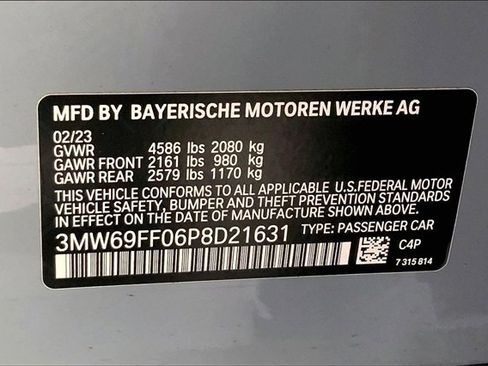 MFD BY BAYERISCHE MOTOREN WERKE AG
02/23
GVWR 4586 lbs 2080 kg
GAWR FRONT 2161 lbs 980 kg
GAWR REAR 2579 lbs 1170 kg
THIS VEHICLE CONFORMS TO ALL APPLICABLE U.S.FEDERAL MOTOR
VEHICLE SAFETY, BUMPER AND THEFT PREVENTION STANDARDS
IN EFFECT ON THE DATE OF MANUFACTURE SHOWN ABOVE.
3MW69FF06P8D21631 TYPE: PASSENGER CAR
C4P
7 315 814